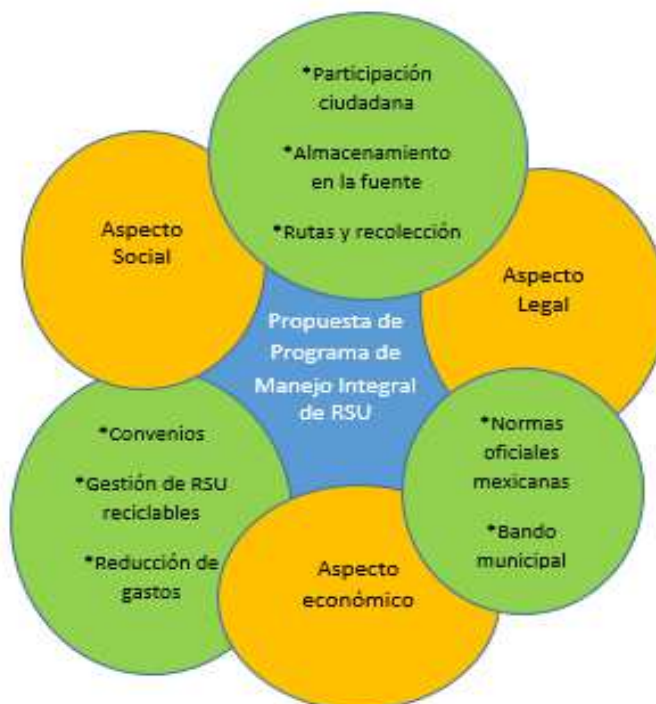 *Participación
ciudadana
*Almacenamiento
en la fuente
*Rutas y recolección
Aspecto
Social
Aspecto
Legal
Propuesta de
Programa de
Manejo Integral
de RSU
*Convenios
*Gestión de RSU
reciclables
*Reducción de
gastos
*Normas
oficiales
mexicanas
*Bando
municipal
Aspecto
económico